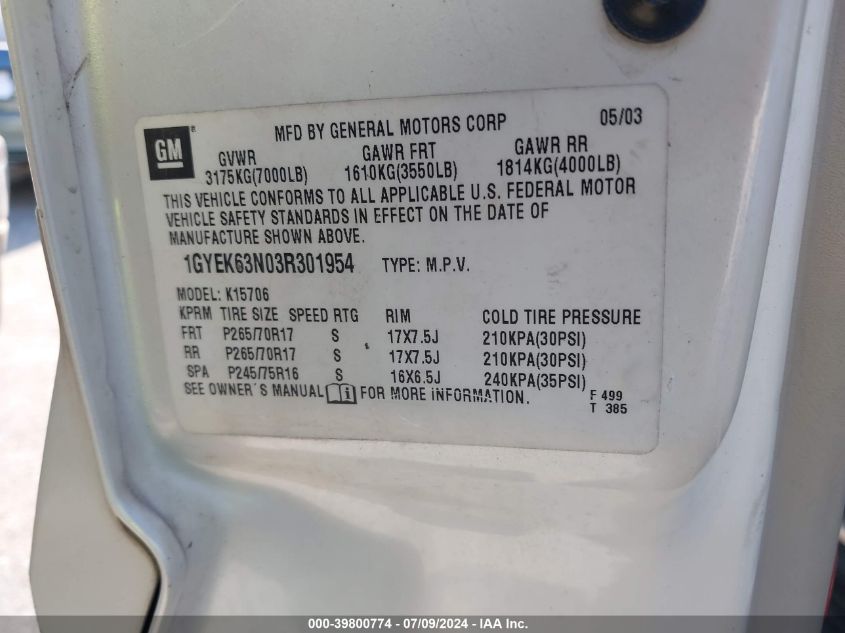 GM
®
MFD BY GENERAL MOTORS CORP 05/03
GVWR GAWR FRT GAWR RR
3175KG(7000LB) 1610KG(3550LB) 1814KG(4000LB)
THIS VEHICLE CONFORMS TO ALL APPLICABLE U.S. FEDERAL MOTOR
VEHICLE SAFETY STANDARDS IN EFFECT ON THE DATE OF
MANUFACTURE SHOWN ABOVE.
1GYEK63N03R301954 TYPE: M.P.V.
MODEL: K15706
KPRM TIRE SIZE SPEED RTG RIM COLD TIRE PRESSURE
FRT P265/70R17 S 17X7.5J 210KPA(30PSI)
RR P265/70R17 S 17X7.5J 210KPA(30PSI)
SPA P245/75R16 S 16X6.5J 240KPA(35PSI)
SEE OWNER'S MANUAL i FOR MORE INFORMATION.
F 499
T 385
000-39800774 / 07/09/2024 - IAA Inc.